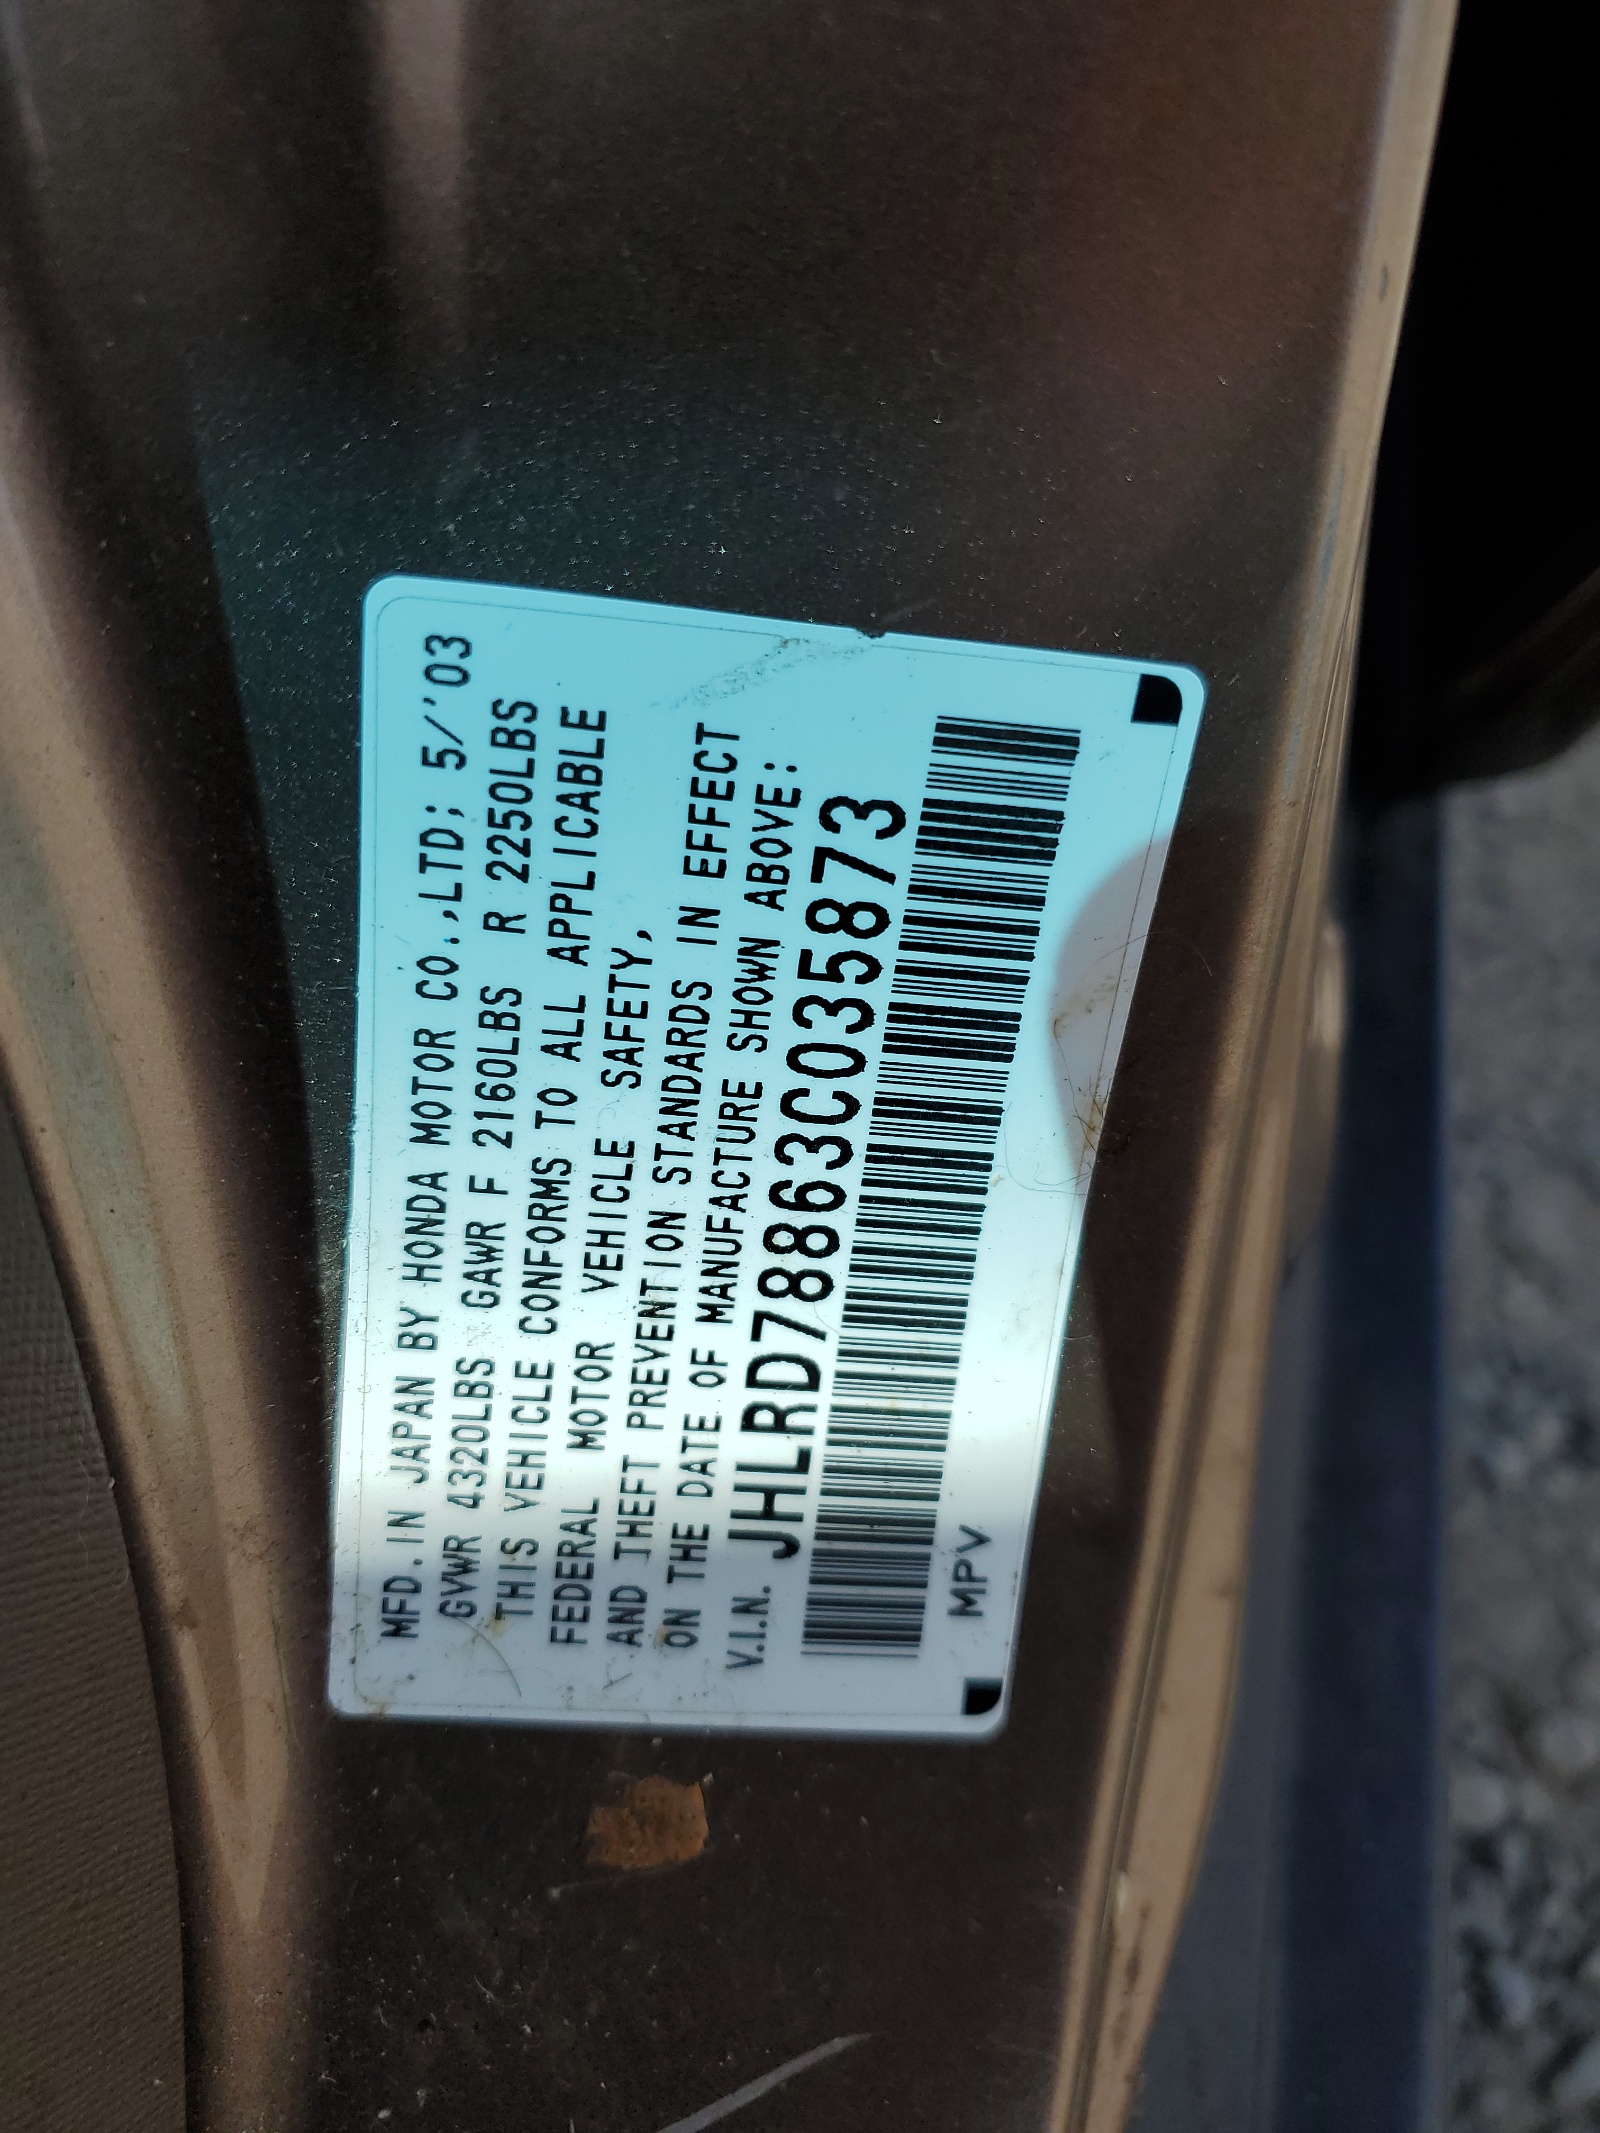 MFD.IN JAPAN BY HONDA MOTOR CO.,LTD; 5/'03
GVWR 4320LBS GAWR F 2160LBS R 2250LBS
THIS VEHICLE CONFORMS TO ALL APPLICABLE
FEDERAL MOTOR VEHICLE SAFETY,
AND THEFT PREVENTION STANDARDS IN EFFECT
ON THE DATE OF MANUFACTURE SHOWN ABOVE:
V.I.N. JHLRD78863C035873
MPV